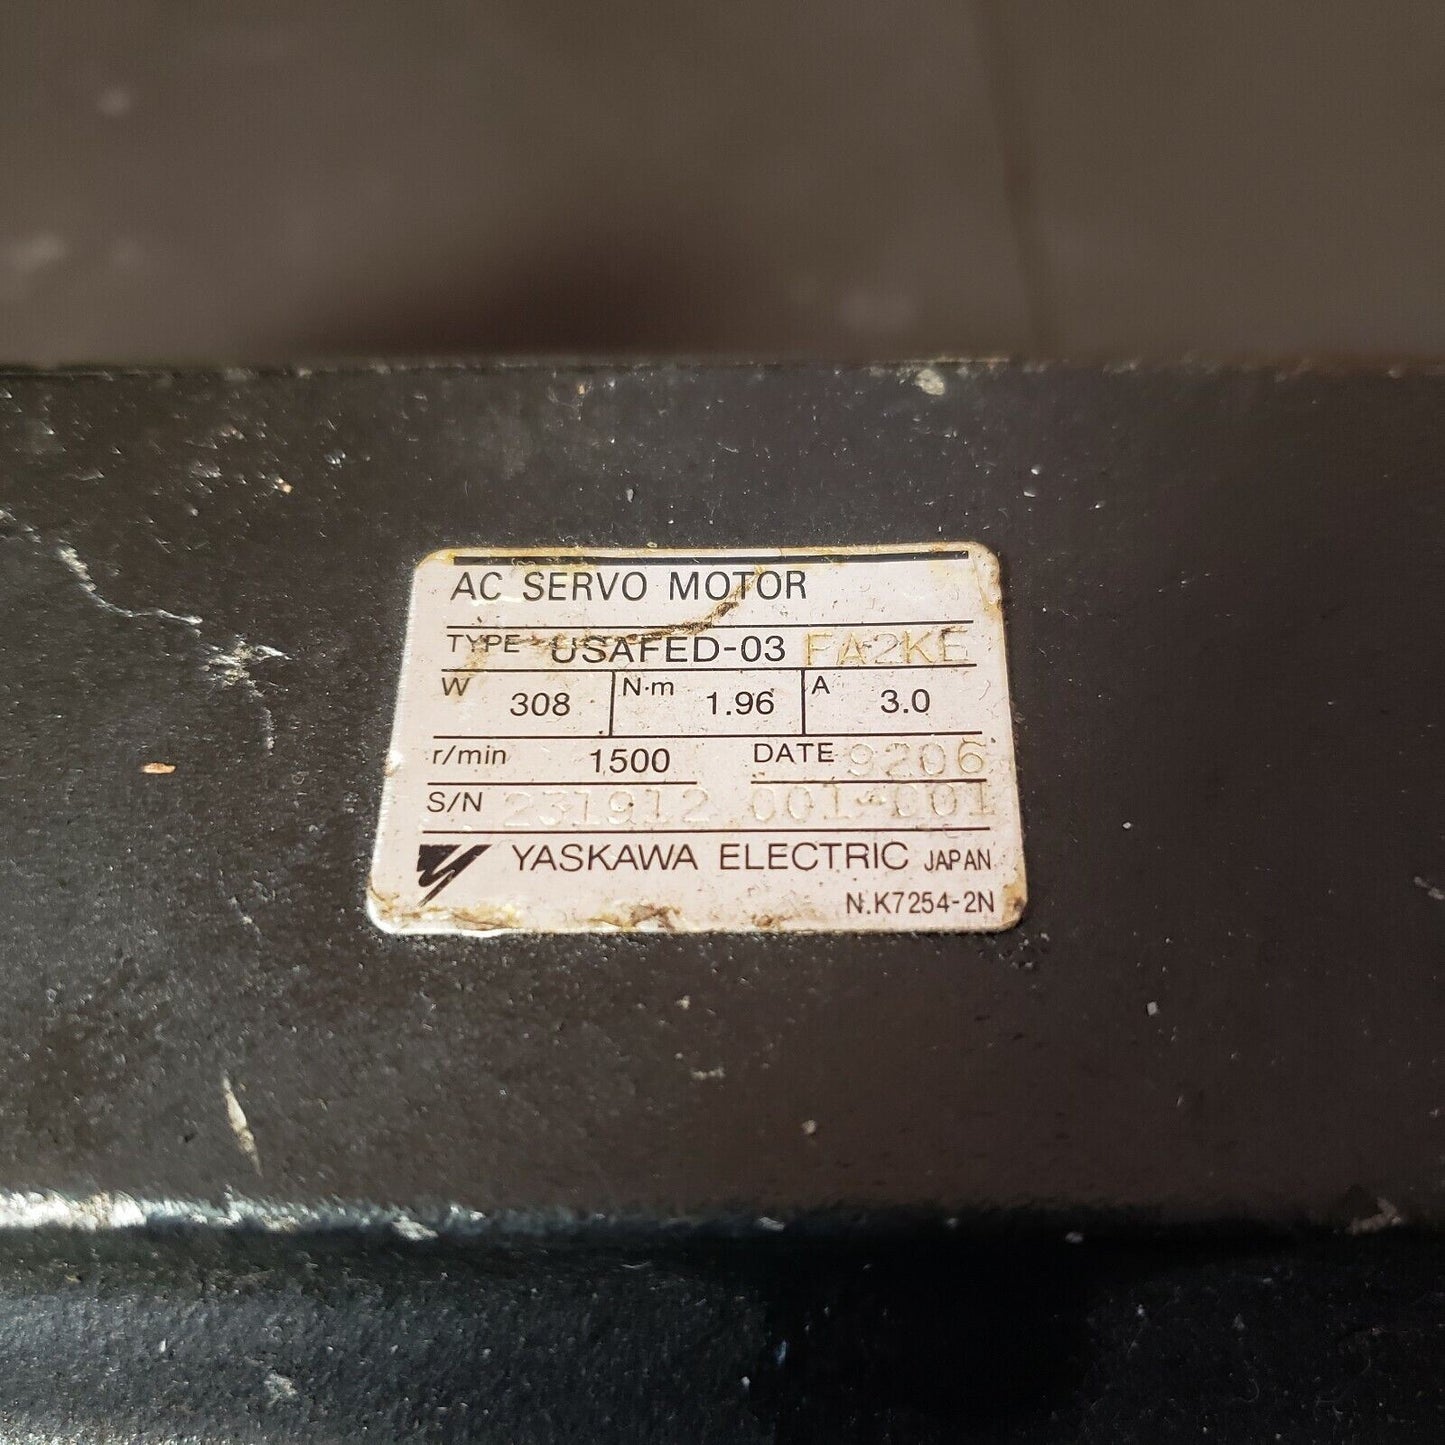 AC SERVO MOTOR
TYPE USAFED-03 FA2KE
W 308 N·m 1.96 A 3.0
r/min 1500 DATE 9206
S/N 231912 001-001
YASKAWA ELECTRIC JAPAN
N.K7254-2N